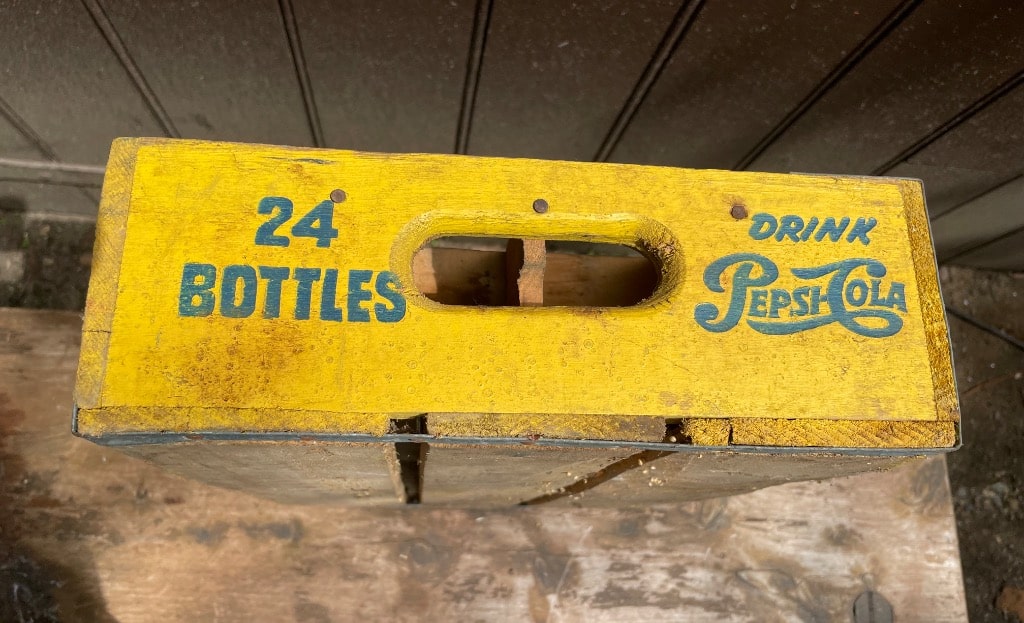 24
BOTTLES
DRINK
PEPSI-COLA